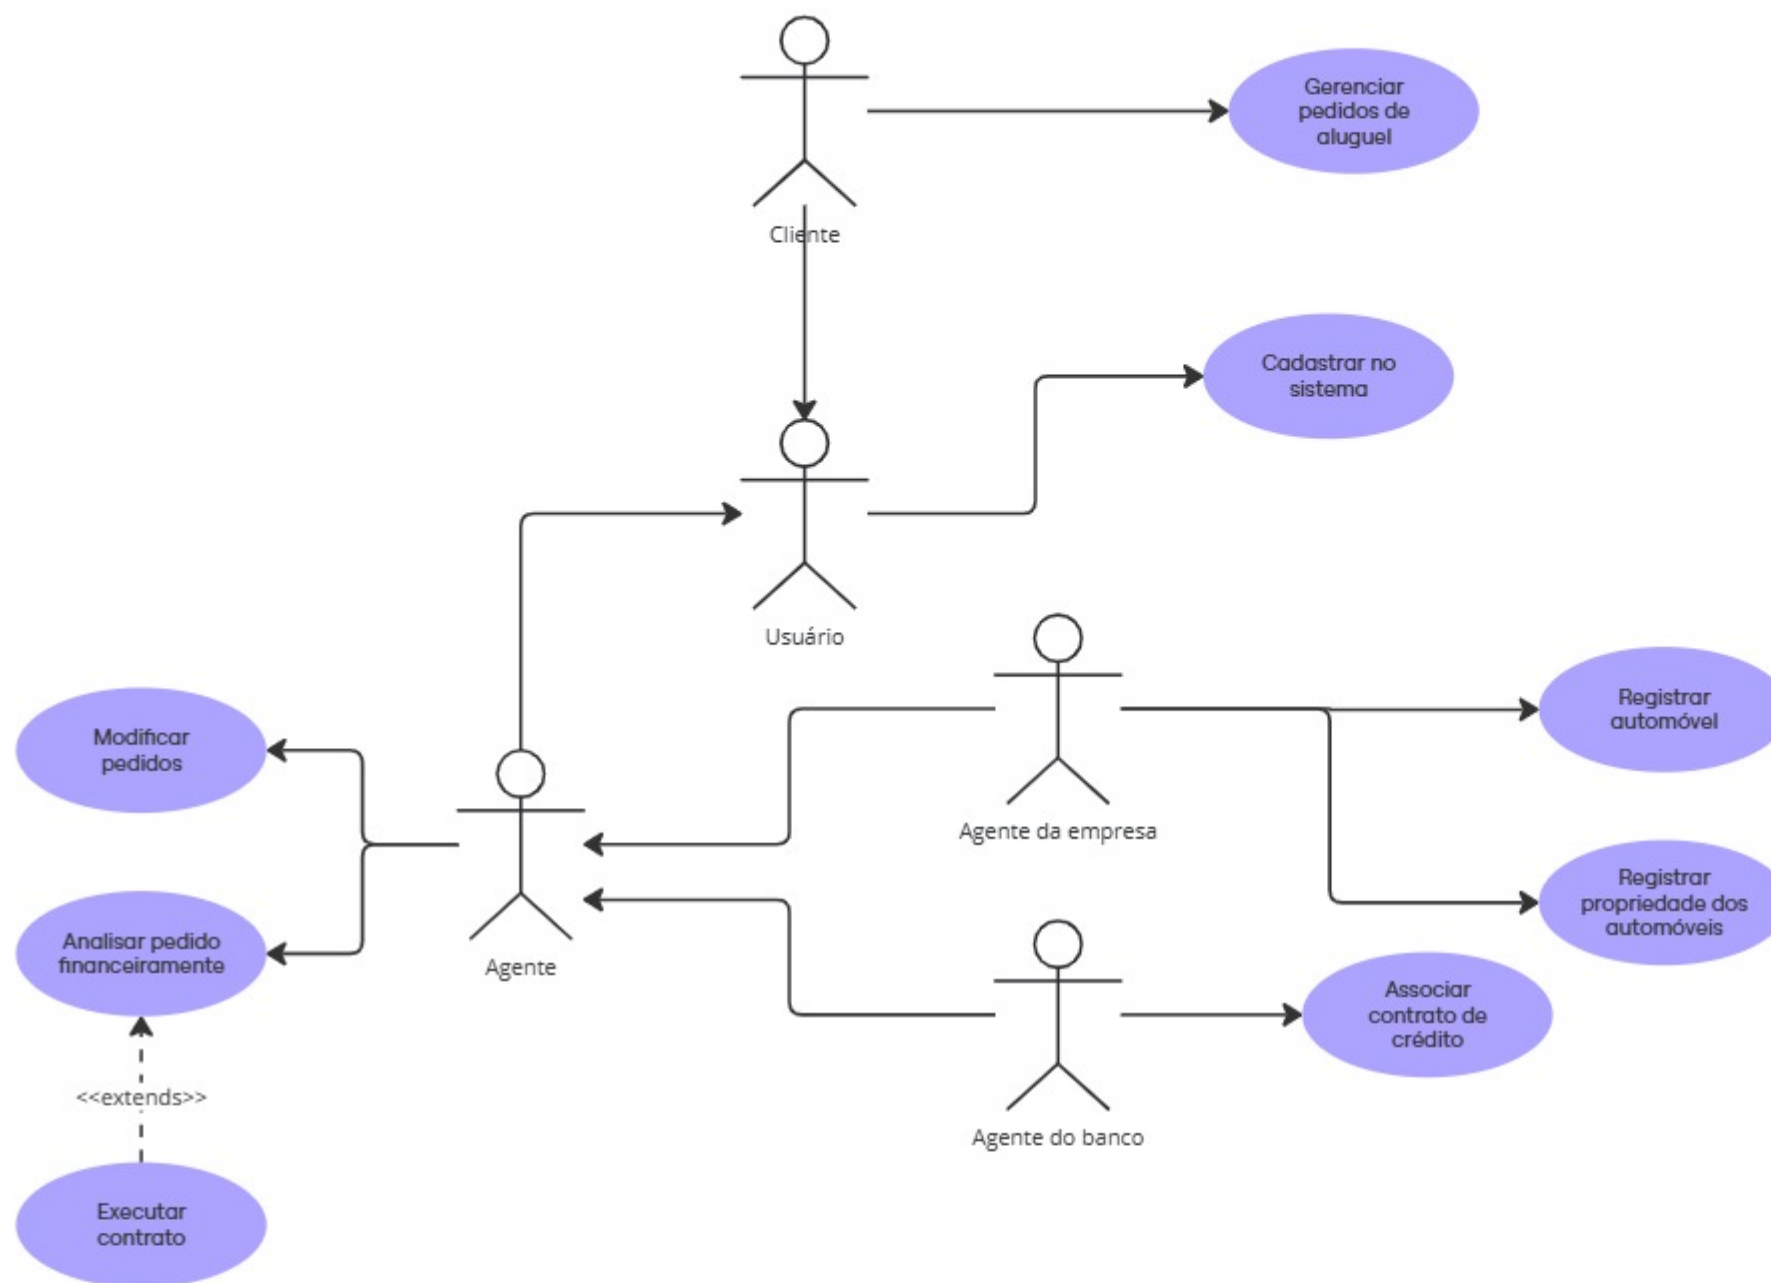 Gerenciar
pedidos de
aluguel
Cliente
Cadastrar no
sistema
Usuário
Registrar
automóvel
Modificar
pedidos
Agente da empresa
Registrar
propriedade dos
automóveis
Analisar pedido
financeiramente
Agente
Associar
contrato de
crédito
<<extends>>
Agente do banco
Executar
contrato